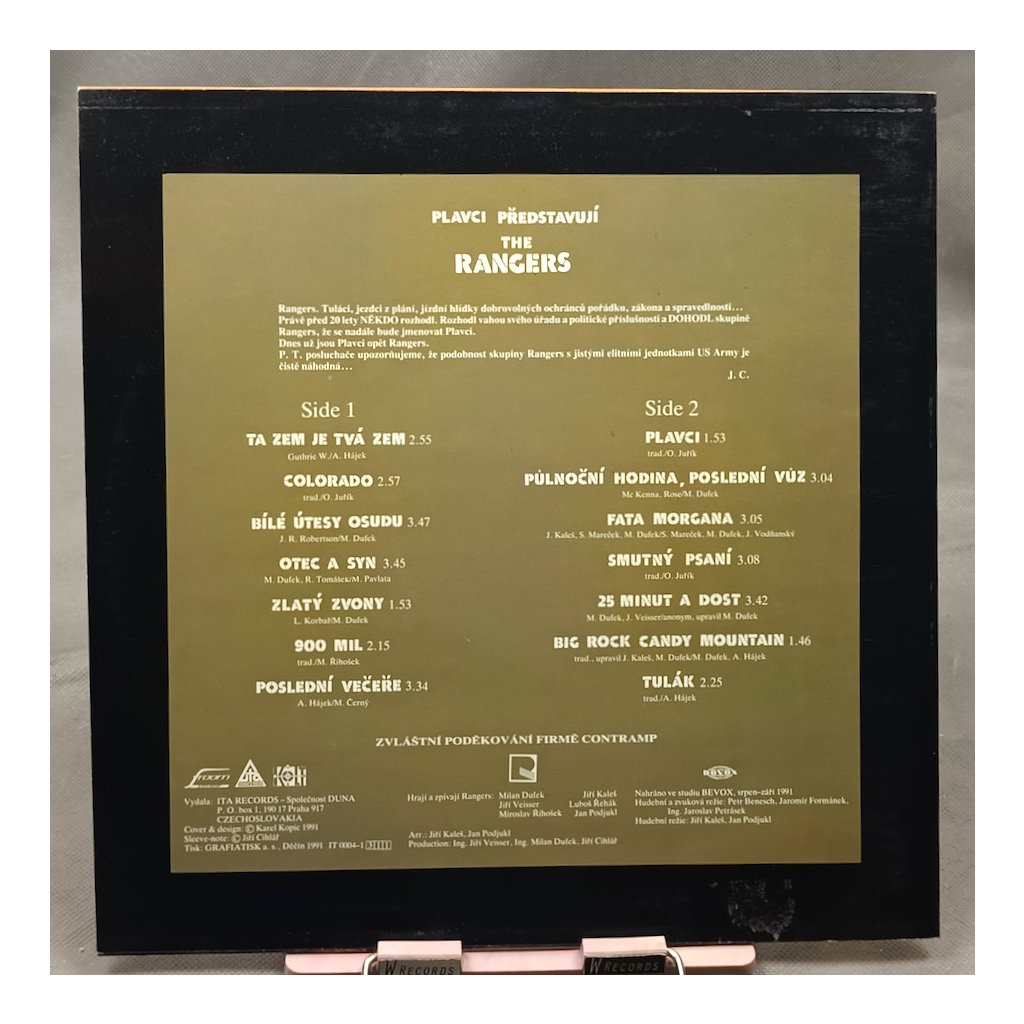 PLAVCI PŘEDSTAVUJÍ
THE
RANGERS
Rangers. Tuláci, jezdci z plání, jízdní hlídky dobrovolných ochránců pořádku, zákona a spravedlnosti...
Právě před 20 lety NĚKDO rozhodl. Rozhodl vahou svého úřadu a politické příslušnosti a DOHODL skupině
Rangers, že se nadále bude jmenovat Plavci.
Dnes už jsou Plavci opět Rangers.
P. T. posluchače upozorňujeme, že podobnost skupiny Rangers s jistými elitními jednotkami US Army je
čistě náhodná...
J. C.
Side 1
TA ZEM JE TVÁ ZEM 2.55
Guthrie W./A. Hájek
COLORADO 2.57
trad./O. Juřík
BÍLÉ ÚTESY OSUDU 3.47
J. R. Robertson/M. Dufek
OTEC A SYN 3.45
M. Dufek, R. Tomášek/M. Pavlata
ZLATÝ ZVONY 1.53
L. Korbař/M. Dufek
900 MIL 2.15
trad./M. Řihošek
POSLEDNÍ VEČEŘE 3.34
A. Hájek/M. Černý
Side 2
PLAVCI 1.53
trad./O. Juřík
PŮLNOČNÍ HODINA, POSLEDNÍ VŮZ 3.04
Mc Kenna, Rose/M. Dufek
FATA MORGANA 3.05
J. Kaleš, S. Mareček, M. Dufek/S. Mareček, M. Dufek, J. Vodňanský
SMUTNÝ PSANÍ 3.08
trad./O. Juřík
25 MINUT A DOST 3.42
M. Dufek, J. Veisser/anonym, upravil M. Dufek
BIG ROCK CANDY MOUNTAIN 1.46
trad., upravil J. Kaleš, M. Dufek/M. Dufek, A. Hájek
TULÁK 2.25
trad./A. Hájek
ZVLÁŠTNÍ PODĚKOVÁNÍ FIRMĚ CONTRAMP
ita
Vydala: ITA RECORDS – Společnost DUNA
P. O. box 1, 190 17 Praha 917
CZECHOSLOVAKIA
Cover & design: © Karel Kopic 1991
Sleeve-note: © Jiří Cihlář
Tisk: GRAFIATISK a. s., Děčín 1991 IT 0004-1 311
R
Hrají a zpívají Rangers: Milan Dufek Jiří Kaleš
Jiří Veisser Luboš Řehák
Miroslav Řihošek Jan Podjukl
Arr.: Jiří Kaleš, Jan Podjukl
Production: Ing. Jiří Veisser, Ing. Milan Dufek, Jiří Cihlář
BEVOX
Nahráno ve studiu BEVOX, srpen-září 1991
Hudební a zvuková režie: Petr Benesch, Jaromír Formánek,
Ing. Jaroslav Petrásek
Hudební režie: Jiří Kaleš, Jan Podjukl
W RECORDS
W RECORDS